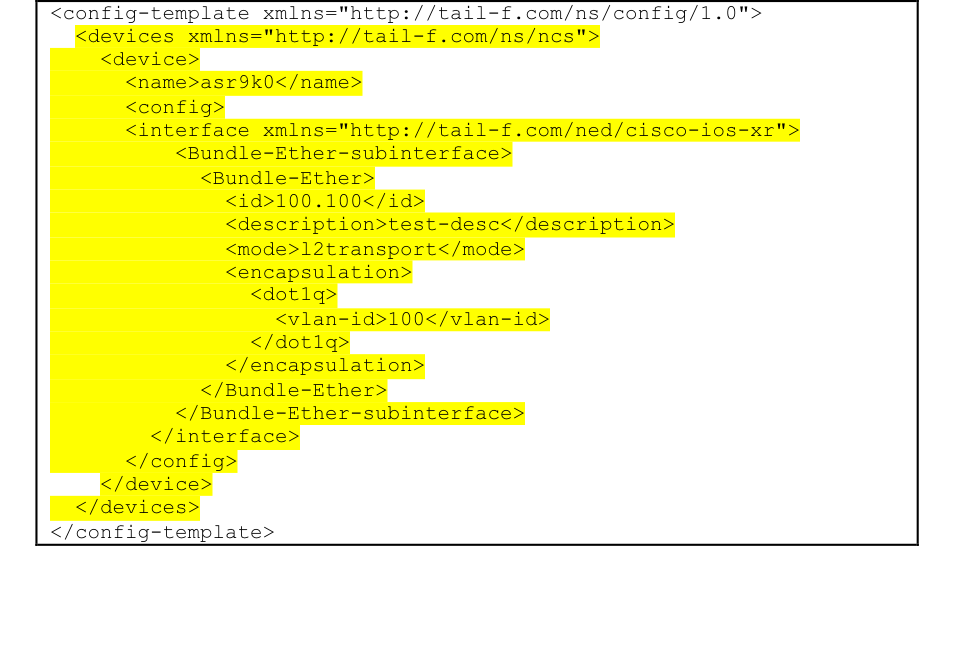 <config-template xmlns="http://tail-f.com/ns/config/1.0">
  <devices xmlns="http://tail-f.com/ns/ncs">
    <device>
      <name>asr9k0</name>
      <config>
      <interface xmlns="http://tail-f.com/ned/cisco-ios-xr">
          <Bundle-Ether-subinterface>
            <Bundle-Ether>
              <id>100.100</id>
              <description>test-desc</description>
              <mode>l2transport</mode>
              <encapsulation>
                <dot1q>
                  <vlan-id>100</vlan-id>
                </dot1q>
              </encapsulation>
            </Bundle-Ether>
          </Bundle-Ether-subinterface>
        </interface>
      </config>
    </device>
  </devices>
</config-template>